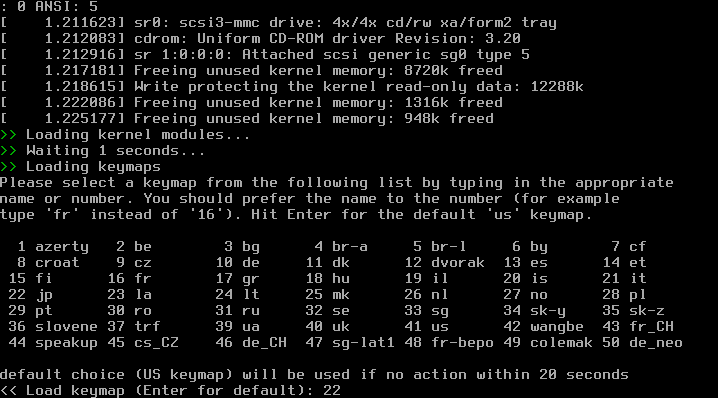 : 0 ANSI: 5
[    1.211623] sr0: scsi3-mmc drive: 4x/4x cd/rw xa/form2 tray
[    1.212083] cdrom: Uniform CD-ROM driver Revision: 3.20
[    1.212916] sr 1:0:0:0: Attached scsi generic sg0 type 5
[    1.217181] Freeing unused kernel memory: 8720k freed
[    1.218615] Write protecting the kernel read-only data: 12288k
[    1.222086] Freeing unused kernel memory: 1316k freed
[    1.225177] Freeing unused kernel memory: 948k freed
>> Loading kernel modules...
>> Waiting 1 seconds...
>> Loading keymaps
Please select a keymap from the following list by typing in the appropriate
name or number. You should prefer the name to the number (for example
type 'fr' instead of '16'). Hit Enter for the default 'us' keymap.
1 azerty 2 be 3 bg 4 br-a 5 br-l 6 by 7 cf
8 croat 9 cz 10 de 11 dk 12 dvorak 13 es 14 et
15 fi 16 fr 17 gr 18 hu 19 il 20 is 21 it
22 jp 23 la 24 lt 25 mk 26 nl 27 no 28 pl
29 pt 30 ro 31 ru 32 se 33 sg 34 sk-y 35 sk-z
36 slovene 37 trf 39 ua 40 uk 41 us 42 wangbe 43 fr_CH
44 speakup 45 cs_CZ 46 de_CH 47 sg-lat1 48 fr-bepo 49 colemak 50 de_neo
default choice (US keymap) will be used if no action within 20 seconds
<< Load keymap (Enter for default): 22